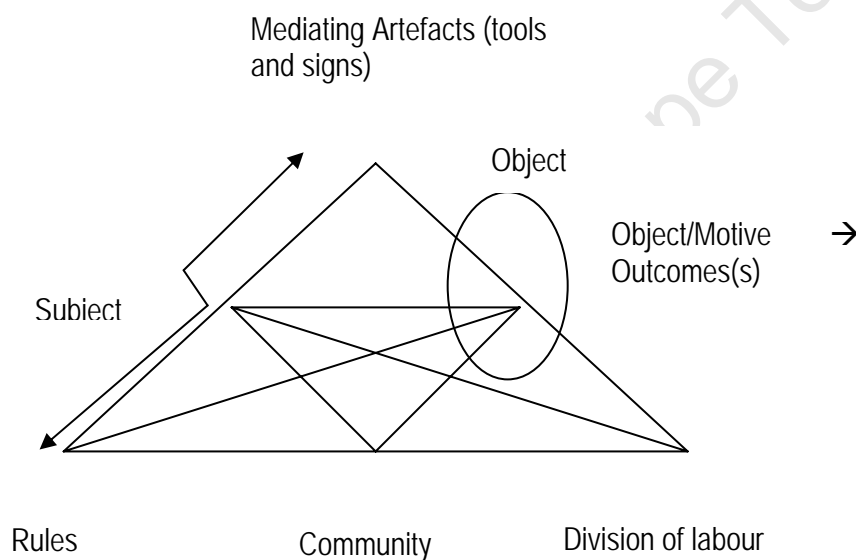 Mediating Artefacts (tools
and signs)
Object
Object/Motive →
Outcomes(s)
Subject
Rules
Community
Division of labour